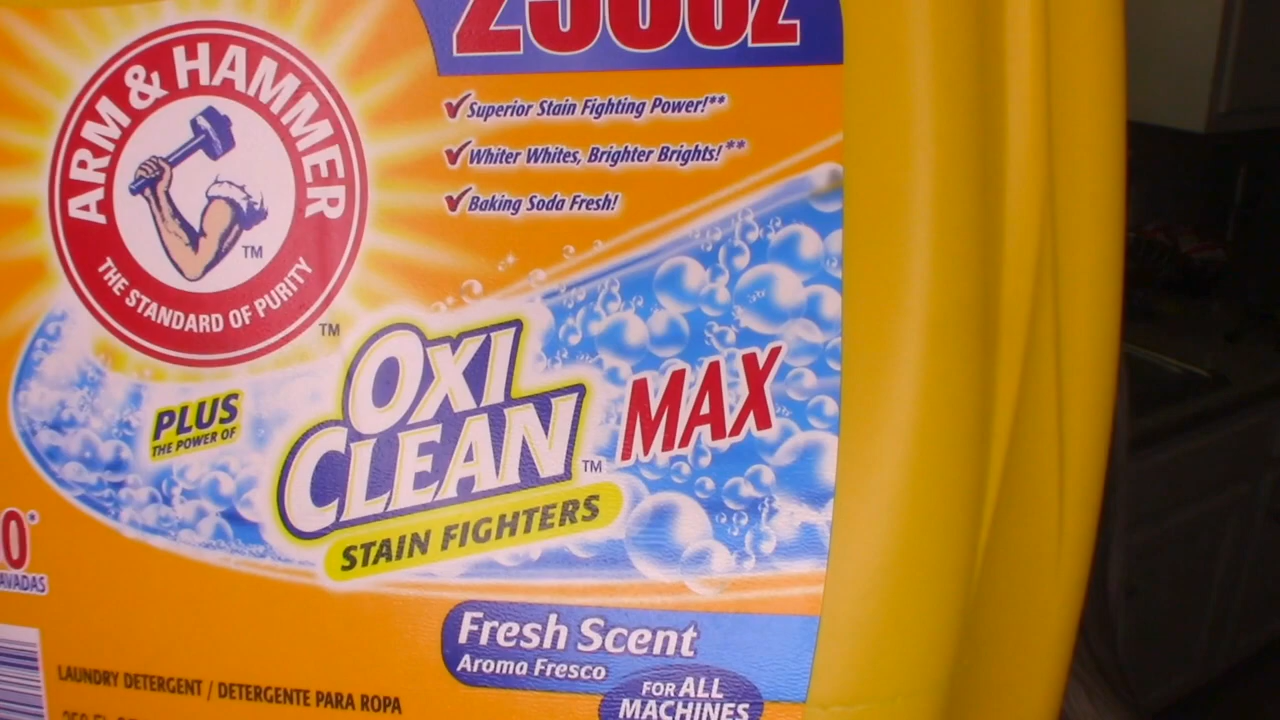 ARM & HAMMER
THE STANDARD OF PURITY
TM
TM
Superior Stain Fighting Power!**
Whiter Whites, Brighter Brights!**
Baking Soda Fresh!
PLUS
THE POWER OF
OXI
CLEAN TM
MAX
STAIN FIGHTERS
0*
Fresh Scent
Aroma Fresco
FOR ALL
MACHINES
LAUNDRY DETERGENT / DETERGENTE PARA ROPA